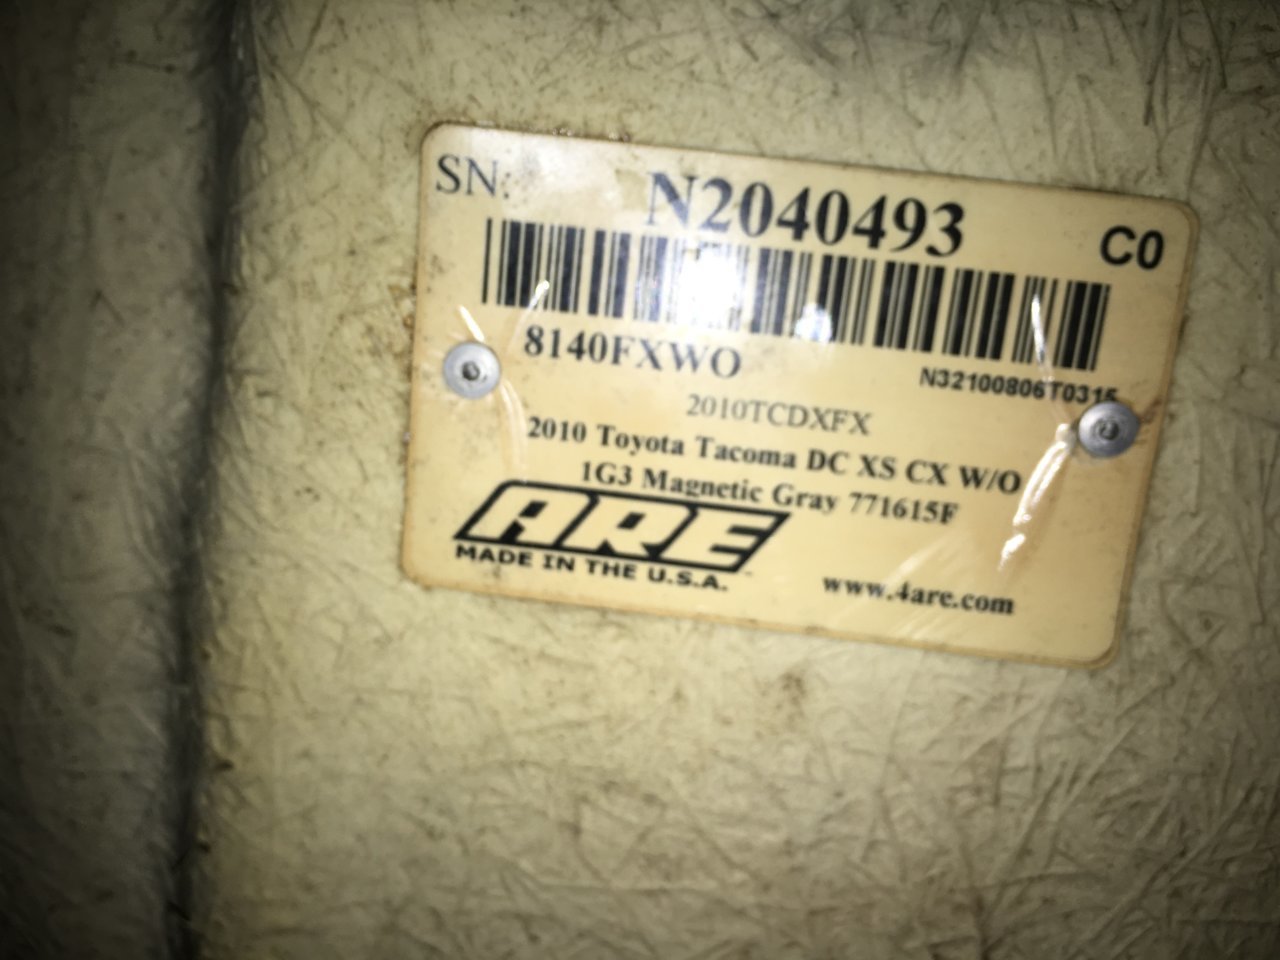 SN: N2040493 C0
8140FXWO
N32100806T0315
2010TCDXFX
2010 Toyota Tacoma DC XS CX W/O
1G3 Magnetic Gray 771615F
ARE
MADE IN THE U.S.A.
www.4are.com